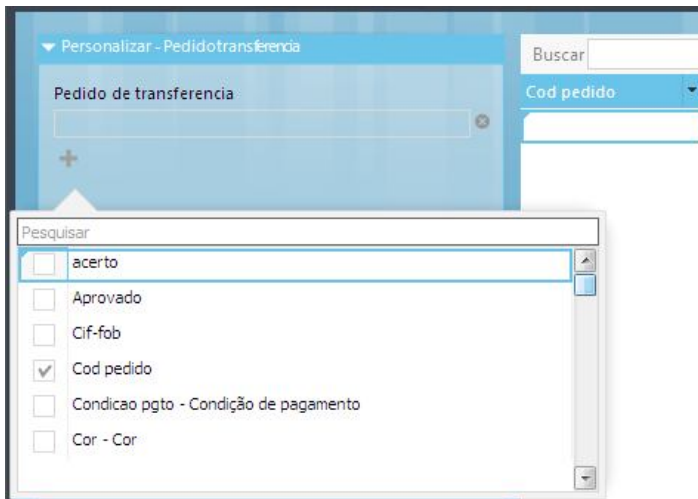 Personalizar - Pedidotransferencia
Buscar
Pedido de transferencia
Cod pedido
Pesquisar
acerto
Aprovado
Cif-fob
Cod pedido
Condicao pgto - Condição de pagamento
Cor - Cor